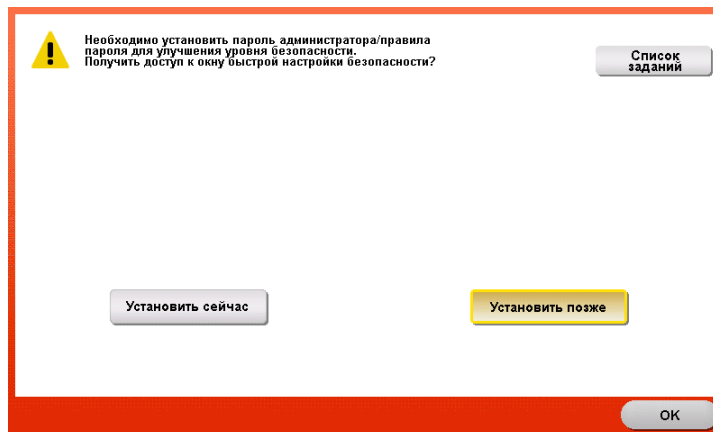 Необходимо установить пароль администратора/правила
пароля для улучшения уровня безопасности.
Получить доступ к окну быстрой настройки безопасности?
Список
заданий
Установить сейчас
Установить позже
OK